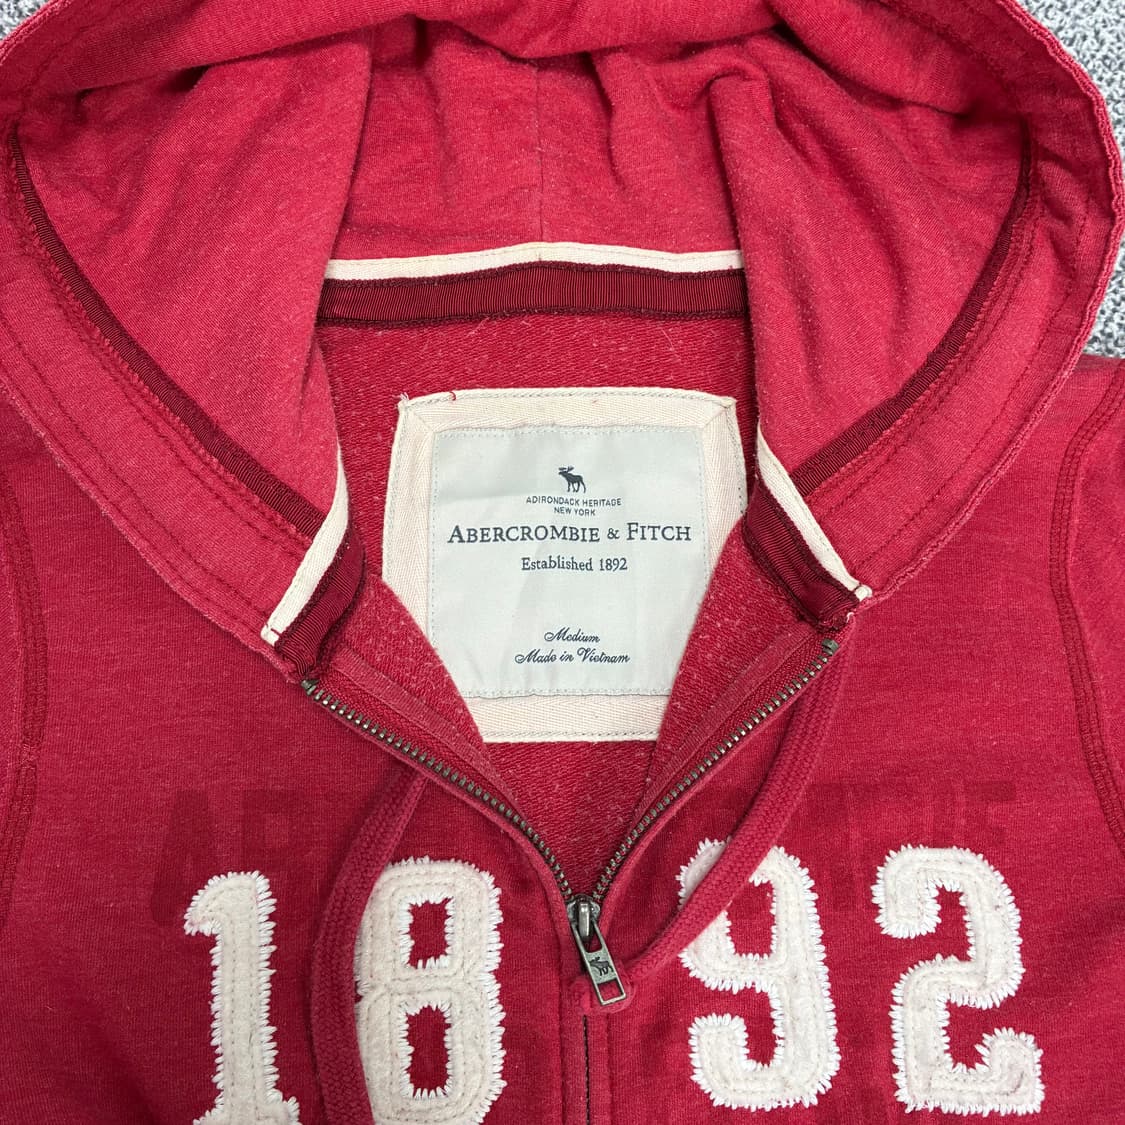 ADIRONDACK HERITAGE
NEW YORK
ABERCROMBIE & FITCH
Established 1892
Medium
Made in Vietnam
1892